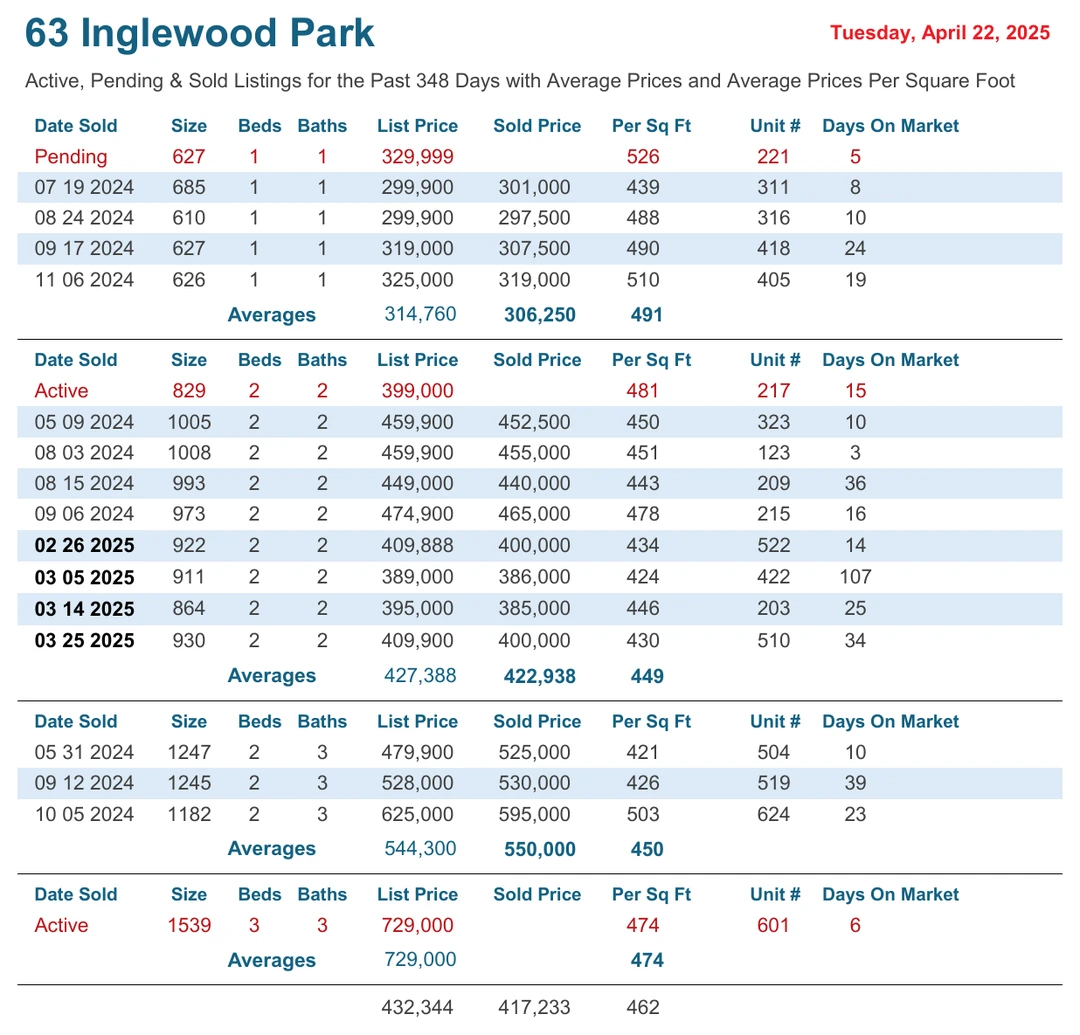 63 Inglewood Park
Tuesday, April 22, 2025
Active, Pending & Sold Listings for the Past 348 Days with Average Prices and Average Prices Per Square Foot
Date Sold Size Beds Baths List Price Sold Price Per Sq Ft Unit # Days On Market
Pending 627 1 1 329,999 526 221 5
07 19 2024 685 1 1 299,900 301,000 439 311 8
08 24 2024 610 1 1 299,900 297,500 488 316 10
09 17 2024 627 1 1 319,000 307,500 490 418 24
11 06 2024 626 1 1 325,000 319,000 510 405 19
Averages 314,760 306,250 491
Date Sold Size Beds Baths List Price Sold Price Per Sq Ft Unit # Days On Market
Active 829 2 2 399,000 481 217 15
05 09 2024 1005 2 2 459,900 452,500 450 323 10
08 03 2024 1008 2 2 459,900 455,000 451 123 3
08 15 2024 993 2 2 449,000 440,000 443 209 36
09 06 2024 973 2 2 474,900 465,000 478 215 16
02 26 2025 922 2 2 409,888 400,000 434 522 14
03 05 2025 911 2 2 389,000 386,000 424 422 107
03 14 2025 864 2 2 395,000 385,000 446 203 25
03 25 2025 930 2 2 409,900 400,000 430 510 34
Averages 427,388 422,938 449
Date Sold Size Beds Baths List Price Sold Price Per Sq Ft Unit # Days On Market
05 31 2024 1247 2 3 479,900 525,000 421 504 10
09 12 2024 1245 2 3 528,000 530,000 426 519 39
10 05 2024 1182 2 3 625,000 595,000 503 624 23
Averages 544,300 550,000 450
Date Sold Size Beds Baths List Price Sold Price Per Sq Ft Unit # Days On Market
Active 1539 3 3 729,000 474 601 6
Averages 729,000 474
432,344 417,233 462